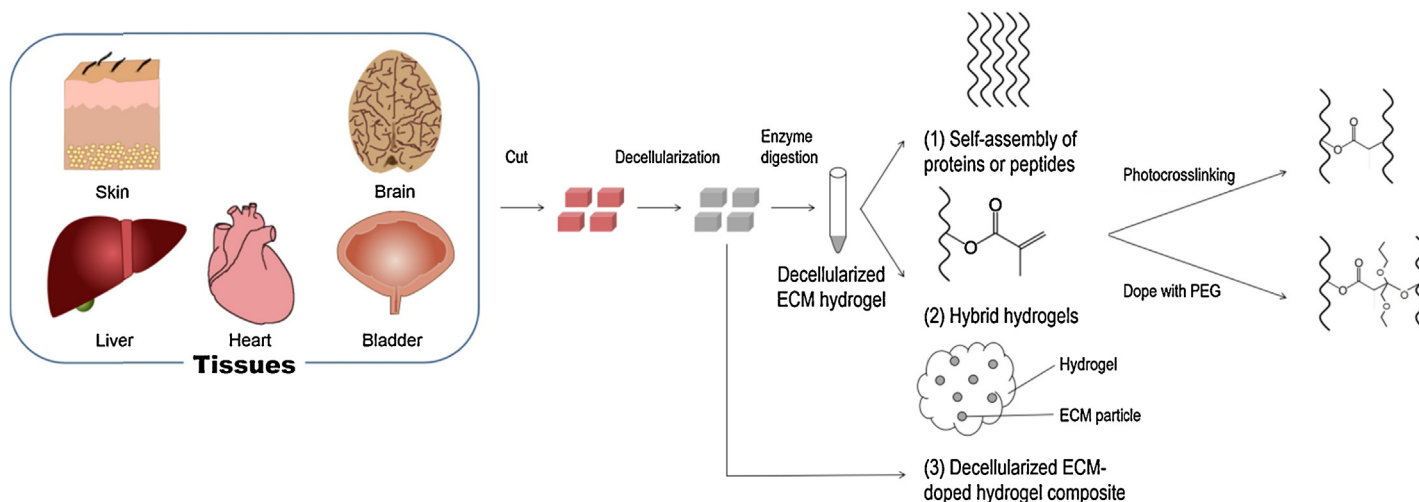 Skin
Brain
Liver
Heart
Bladder
Tissues
Cut
Decellularization
Enzyme
digestion
Decellularized
ECM hydrogel
(1) Self-assembly of
proteins or peptides
O
O
(2) Hybrid hydrogels
Hydrogel
ECM particle
(3) Decellularized ECM-
doped hydrogel composite
Photocrosslinking
O
O
Dope with PEG
O
O
O
O
O